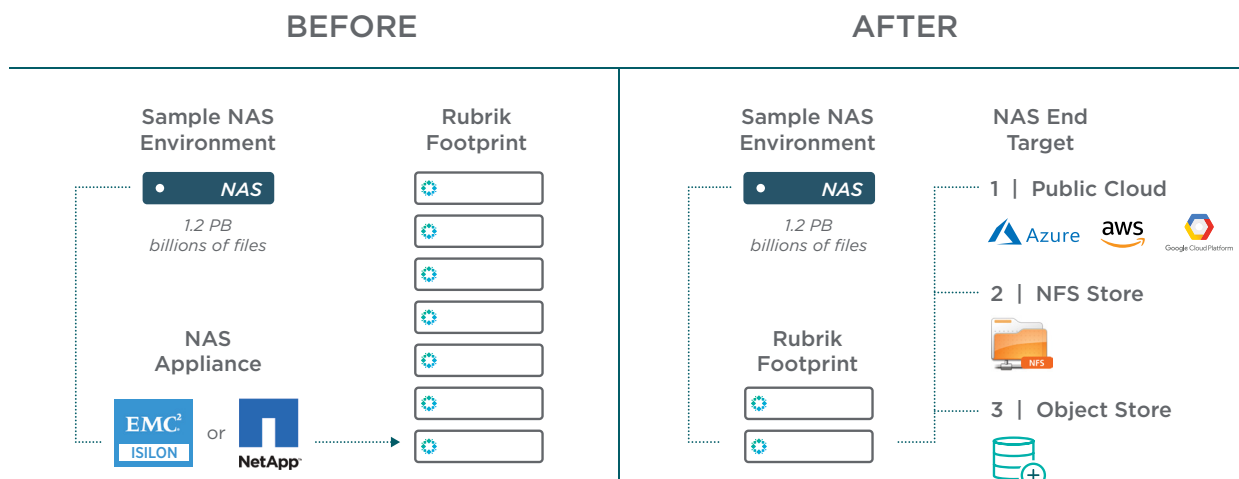 BEFORE
Sample NAS
Environment
NAS
1.2 PB
billions of files
NAS
Appliance
EMC²
ISILON
or
NetApp™
Rubrik
Footprint
AFTER
Sample NAS
Environment
NAS
1.2 PB
billions of files
Rubrik
Footprint
NAS End
Target
1 | Public Cloud
Azure
aws
Google Cloud Platform
2 | NFS Store
NFS
3 | Object Store